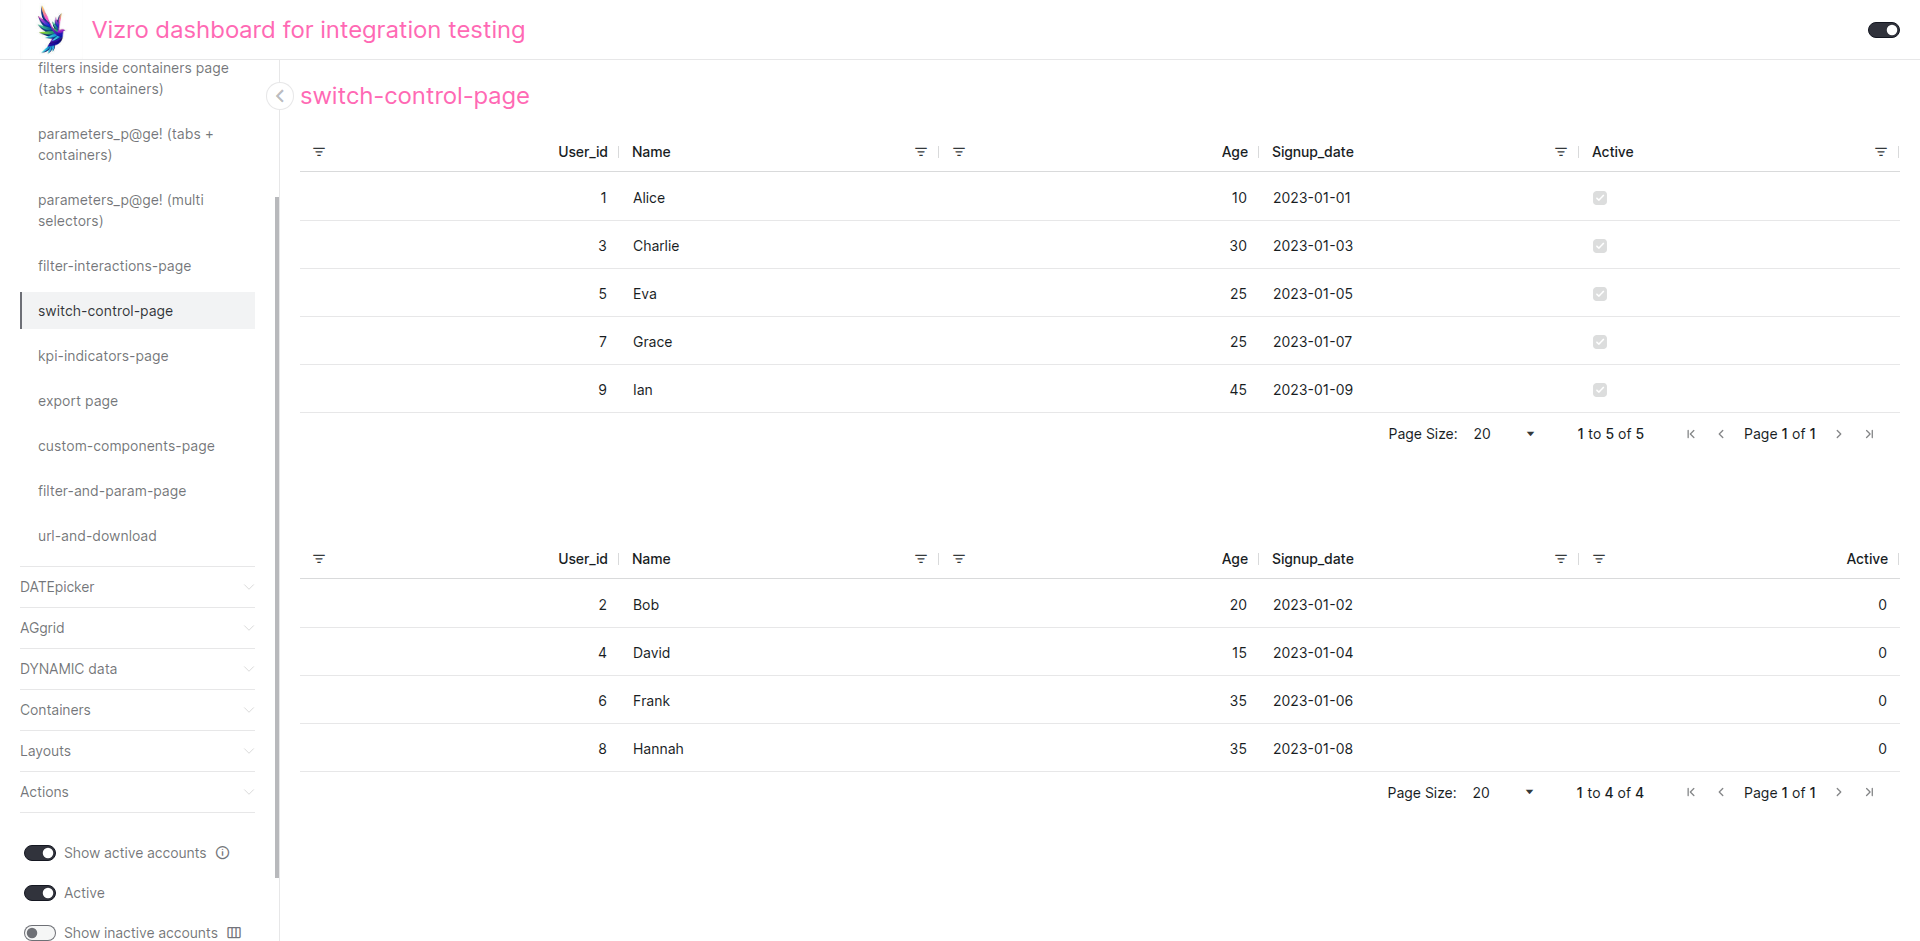 Vizro dashboard for integration testing
filters inside containers page
(tabs + containers)
parameters_p@ge! (tabs +
containers)
parameters_p@ge! (multi
selectors)
filter-interactions-page
switch-control-page
kpi-indicators-page
export page
custom-components-page
filter-and-param-page
url-and-download
DATEpicker
AGgrid
DYNAMIC data
Containers
Layouts
Actions
Show active accounts
Active
Show inactive accounts
switch-control-page
User_id Name Age Signup_date Active
1 Alice 10 2023-01-01
3 Charlie 30 2023-01-03
5 Eva 25 2023-01-05
7 Grace 25 2023-01-07
9 Ian 45 2023-01-09
Page Size: 20 1 to 5 of 5 Page 1 of 1
User_id Name Age Signup_date Active
2 Bob 20 2023-01-02 0
4 David 15 2023-01-04 0
6 Frank 35 2023-01-06 0
8 Hannah 35 2023-01-08 0
Page Size: 20 1 to 4 of 4 Page 1 of 1